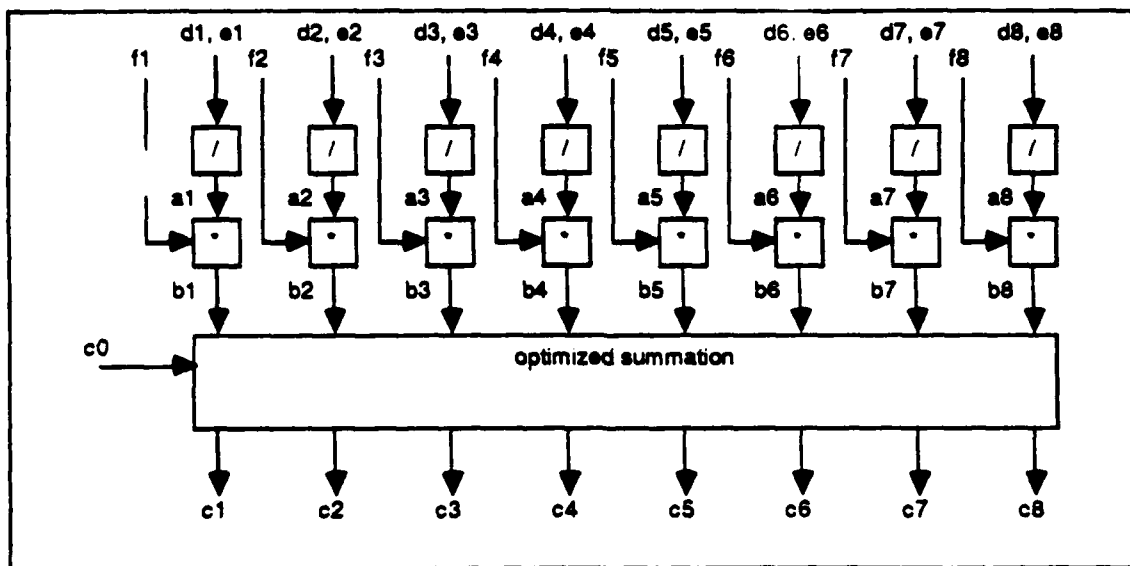 d1, e1 d2, e2 d3, e3 d4, e4 d5, e5 d6. e6 d7, e7 d8, e8
f1 f2 f3 f4 f5 f6 f7 f8
/ / / / / / / /
a1 a2 a3 a4 a5 a6 a7 a8
* * * * * * * *
b1 b2 b3 b4 b5 b6 b7 b8
c0 optimized summation
c1 c2 c3 c4 c5 c6 c7 c8